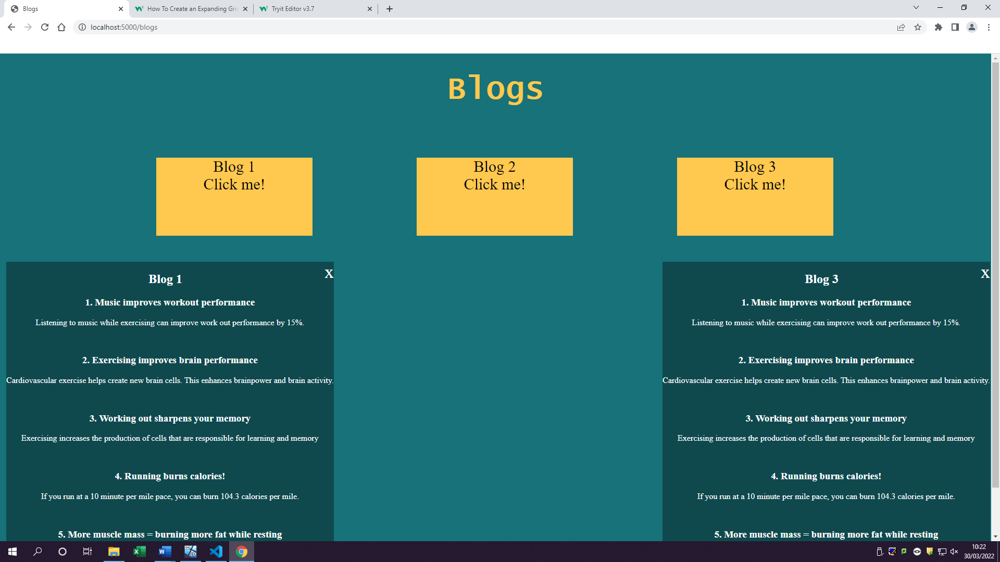 Blogs
How To Create an Expanding Gri
Tryit Editor v3.7
localhost:5000/blogs
Blogs
Blog 1
Click me!
Blog 2
Click me!
Blog 3
Click me!
X
Blog 1
1. Music improves workout performance
Listening to music while exercising can improve work out performance by 15%.
2. Exercising improves brain performance
Cardiovascular exercise helps create new brain cells. This enhances brainpower and brain activity.
3. Working out sharpens your memory
Exercising increases the production of cells that are responsible for learning and memory
4. Running burns calories!
If you run at a 10 minute per mile pace, you can burn 104.3 calories per mile.
5. More muscle mass = burning more fat while resting
X
Blog 3
1. Music improves workout performance
Listening to music while exercising can improve work out performance by 15%.
2. Exercising improves brain performance
Cardiovascular exercise helps create new brain cells. This enhances brainpower and brain activity.
3. Working out sharpens your memory
Exercising increases the production of cells that are responsible for learning and memory
4. Running burns calories!
If you run at a 10 minute per mile pace, you can burn 104.3 calories per mile.
5. More muscle mass = burning more fat while resting
10:22
30/03/2022